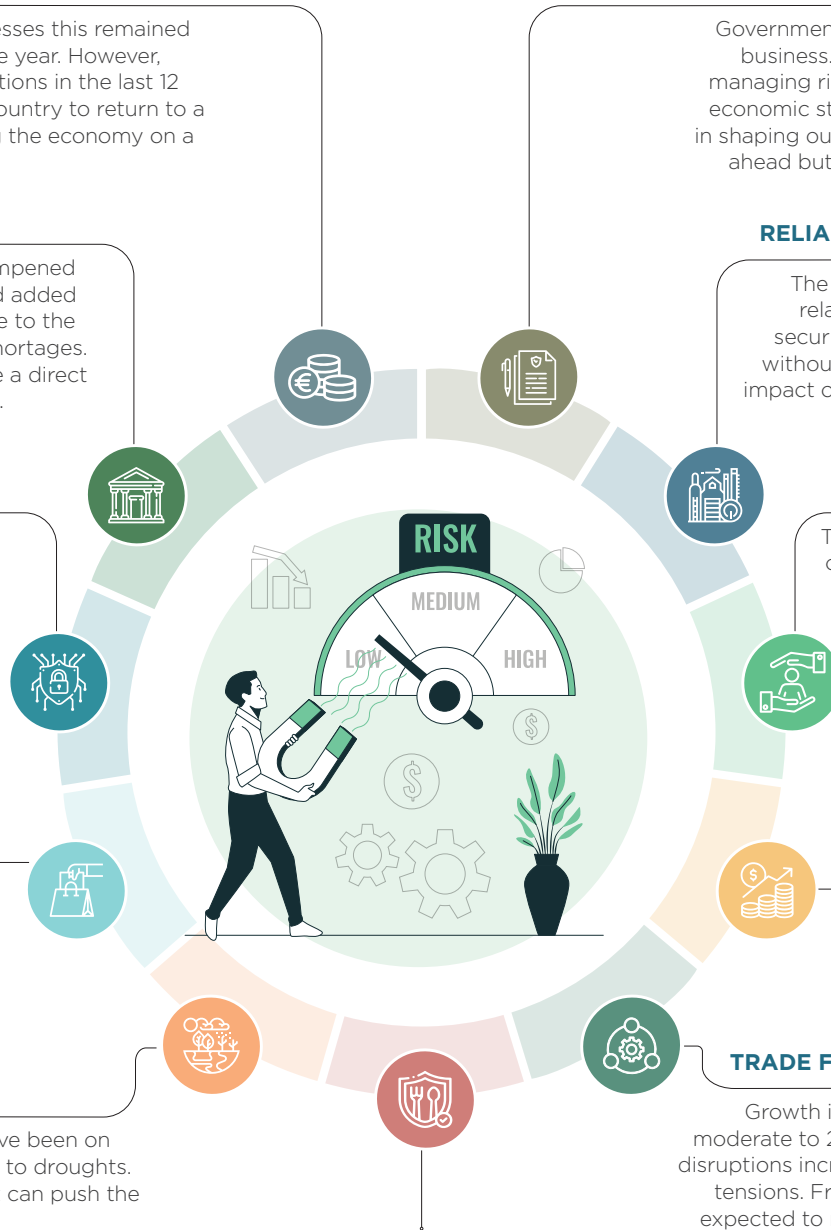 esses this remained
e year. However,
tions in the last 12
ountry to return to a
g the economy on a
Governmen
business.
managing ri
economic st
in shaping ou
ahead but
mpened
d added
e to the
hortages.
e a direct
.
RELIA
The
rela
securi
without
impact o
T
c
RISK
MEDIUM
LOW
HIGH
$
$
ve been on
to droughts.
can push the
TRADE F
Growth i
moderate to 2
disruptions incr
tensions. Fr
expected to